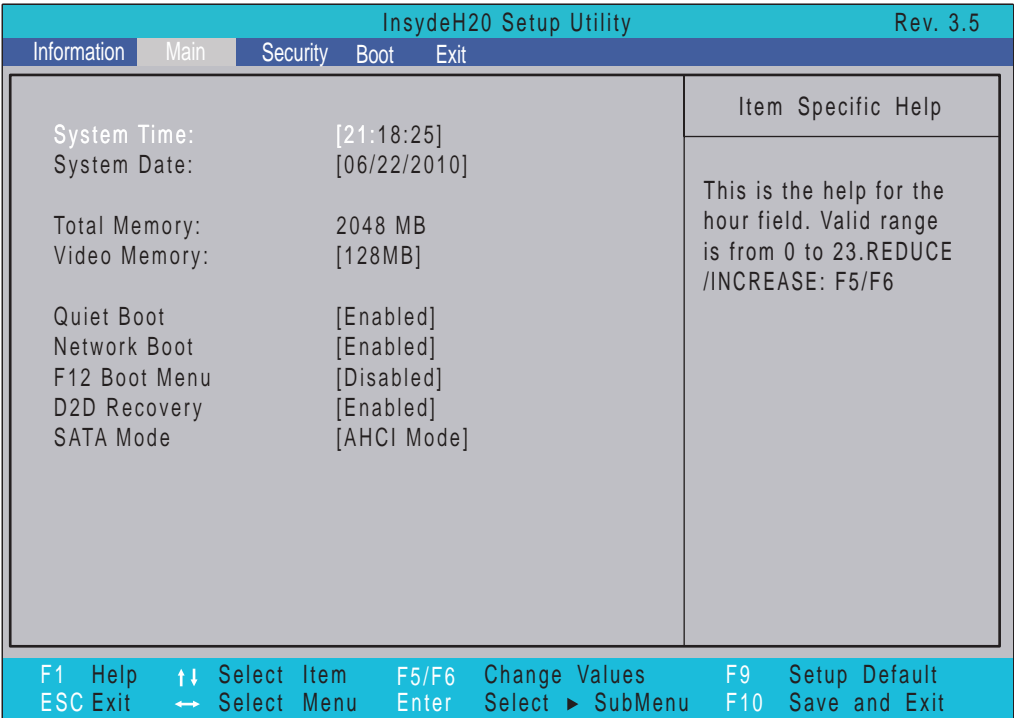 InsydeH20 Setup Utility Rev. 3.5
Information Main Security Boot Exit
System Time: [21:18:25]
System Date: [06/22/2010]
Total Memory: 2048 MB
Video Memory: [128MB]
Quiet Boot [Enabled]
Network Boot [Enabled]
F12 Boot Menu [Disabled]
D2D Recovery [Enabled]
SATA Mode [AHCI Mode]
Item Specific Help
This is the help for the
hour field. Valid range
is from 0 to 23.REDUCE
/INCREASE: F5/F6
F1 Help ↑↓ Select Item F5/F6 Change Values F9 Setup Default
ESC Exit ↔ Select Menu Enter Select ▶ SubMenu F10 Save and Exit